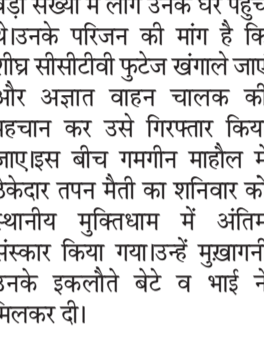 बड़ी संख्या में लोग उनके घर पहुंच
थे।उनके परिजन की मांग है कि
शीघ्र सीसीटीवी फुटेज खंगाले जाए
और अज्ञात वाहन चालक की
पहचान कर उसे गिरफ्तार किया
जाए।इस बीच गमगीन माहौल में
ठेकेदार तपन मैती का शनिवार को
स्थानीय मुक्तिधाम में अंतिम
संस्कार किया गया।उन्हें मुखागनी
उनके इकलौते बेटे व भाई ने
मिलकर दी।